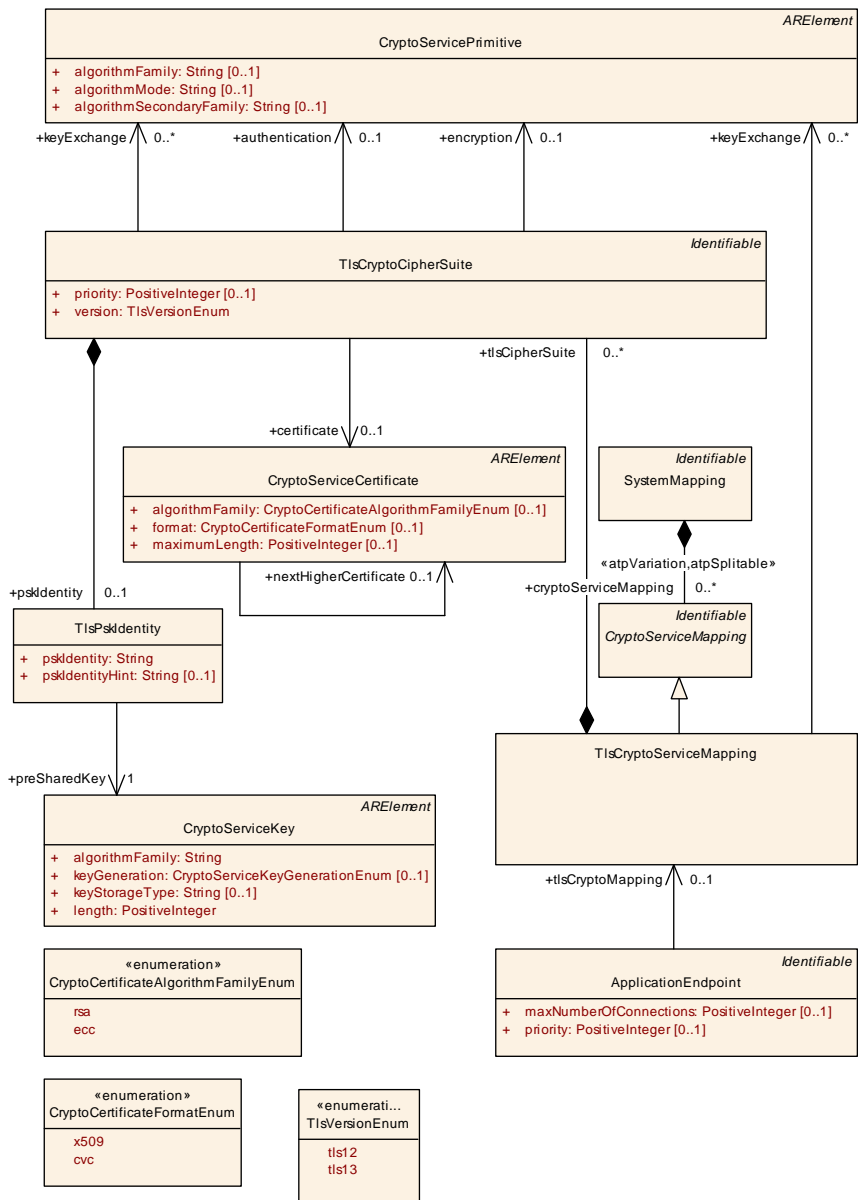 ARElement
CryptoServicePrimitive
+ algorithmFamily: String [0..1]
+ algorithmMode: String [0..1]
+ algorithmSecondaryFamily: String [0..1]
+keyExchange 0..* +authentication 0..1 +encryption 0..1 +keyExchange 0..*
Identifiable
TlsCryptoCipherSuite
+ priority: PositiveInteger [0..1]
+ version: TlsVersionEnum
+tlsCipherSuite 0..*
+certificate 0..1
ARElement
CryptoServiceCertificate
+ algorithmFamily: CryptoCertificateAlgorithmFamilyEnum [0..1]
+ format: CryptoCertificateFormatEnum [0..1]
+ maximumLength: PositiveInteger [0..1]
+nextHigherCertificate 0..1
Identifiable
SystemMapping
«atpVariation,atpSplitable»
+cryptoServiceMapping 0..*
+pskIdentity 0..1
TlsPskIdentity
+ pskIdentity: String
+ pskIdentityHint: String [0..1]
Identifiable
CryptoServiceMapping
TlsCryptoServiceMapping
+preSharedKey 1
ARElement
CryptoServiceKey
+ algorithmFamily: String
+ keyGeneration: CryptoServiceKeyGenerationEnum [0..1]
+ keyStorageType: String [0..1]
+ length: PositiveInteger
+tlsCryptoMapping 0..1
Identifiable
ApplicationEndpoint
+ maxNumberOfConnections: PositiveInteger [0..1]
+ priority: PositiveInteger [0..1]
«enumeration»
CryptoCertificateAlgorithmFamilyEnum
rsa
ecc
«enumeration»
CryptoCertificateFormatEnum
x509
cvc
«enumerati...
TlsVersionEnum
tls12
tls13